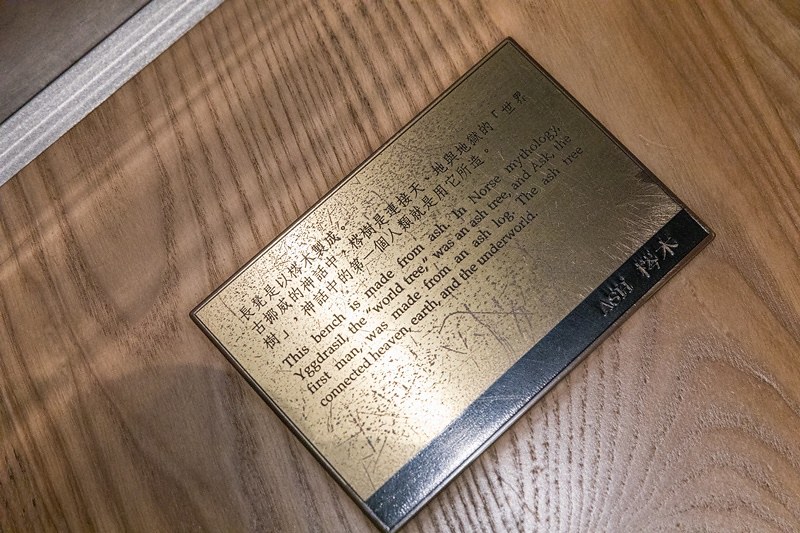 長凳是以梣木製成。
古挪威的神話中，梣樹是連接天、地與地獄的「世界
樹」，神話中的第一個人類就是用它所造。
This bench is made from ash. In Norse mythology,
Yggdrasil, the "world tree," was an ash tree, and Ask, the
first man, was made from an ash log. The ash tree
connected heaven, earth, and the underworld.
ASH 梣木